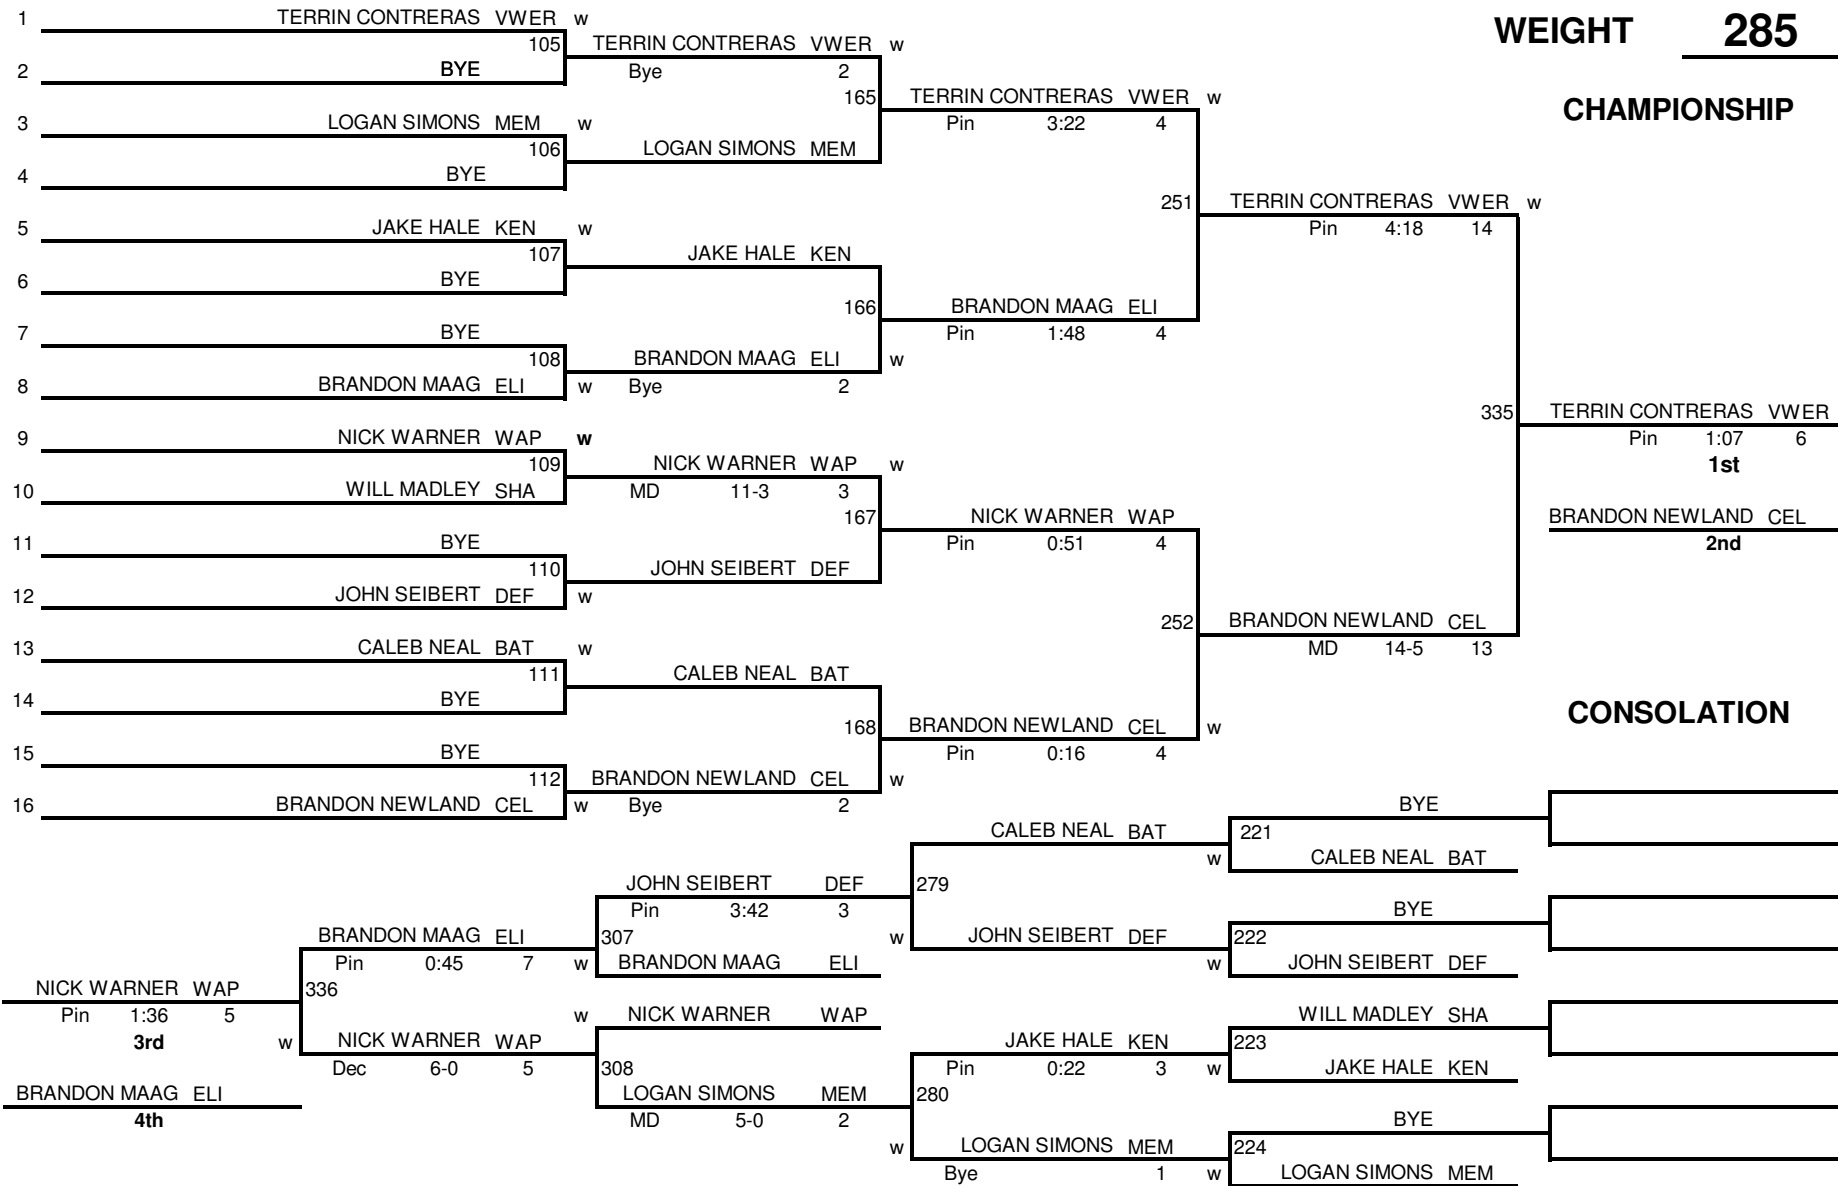 WEIGHT 285
CHAMPIONSHIP
1 TERRIN CONTRERAS VWER w
105
2 BYE
TERRIN CONTRERAS VWER w
Bye 2
165
3 LOGAN SIMONS MEM w
106
4 BYE
LOGAN SIMONS MEM
TERRIN CONTRERAS VWER w
Pin 3:22 4
251
5 JAKE HALE KEN w
107
6 BYE
JAKE HALE KEN
166
7 BYE
108
8 BRANDON MAAG ELI w
BRANDON MAAG ELI w
Bye 2
BRANDON MAAG ELI
Pin 1:48 4
TERRIN CONTRERAS VWER w
Pin 4:18 14
335
9 NICK WARNER WAP w
109
10 WILL MADLEY SHA
NICK WARNER WAP w
MD 11-3 3
167
11 BYE
110
12 JOHN SEIBERT DEF w
JOHN SEIBERT DEF
NICK WARNER WAP
Pin 0:51 4
252
13 CALEB NEAL BAT w
111
14 BYE
CALEB NEAL BAT
168
15 BYE
112
16 BRANDON NEWLAND CEL w
BRANDON NEWLAND CEL w
Bye 2
BRANDON NEWLAND CEL w
Pin 0:16 4
BRANDON NEWLAND CEL
MD 14-5 13
TERRIN CONTRERAS VWER
Pin 1:07 6
1st
BRANDON NEWLAND CEL
2nd
CONSOLATION
BYE
221
w CALEB NEAL BAT
CALEB NEAL BAT
279
BYE
222
w JOHN SEIBERT DEF
w JOHN SEIBERT DEF
JOHN SEIBERT DEF
Pin 3:42 3
307
w BRANDON MAAG ELI
BRANDON MAAG ELI
Pin 0:45 7
336
WILL MADLEY SHA
223
w JAKE HALE KEN
JAKE HALE KEN
Pin 0:22 3
280
BYE
224
w LOGAN SIMONS MEM
w LOGAN SIMONS MEM
Bye 1
w NICK WARNER WAP
308
LOGAN SIMONS MEM
MD 5-0 2
w NICK WARNER WAP
Dec 6-0 5
NICK WARNER WAP
Pin 1:36 5
3rd
BRANDON MAAG ELI
4th